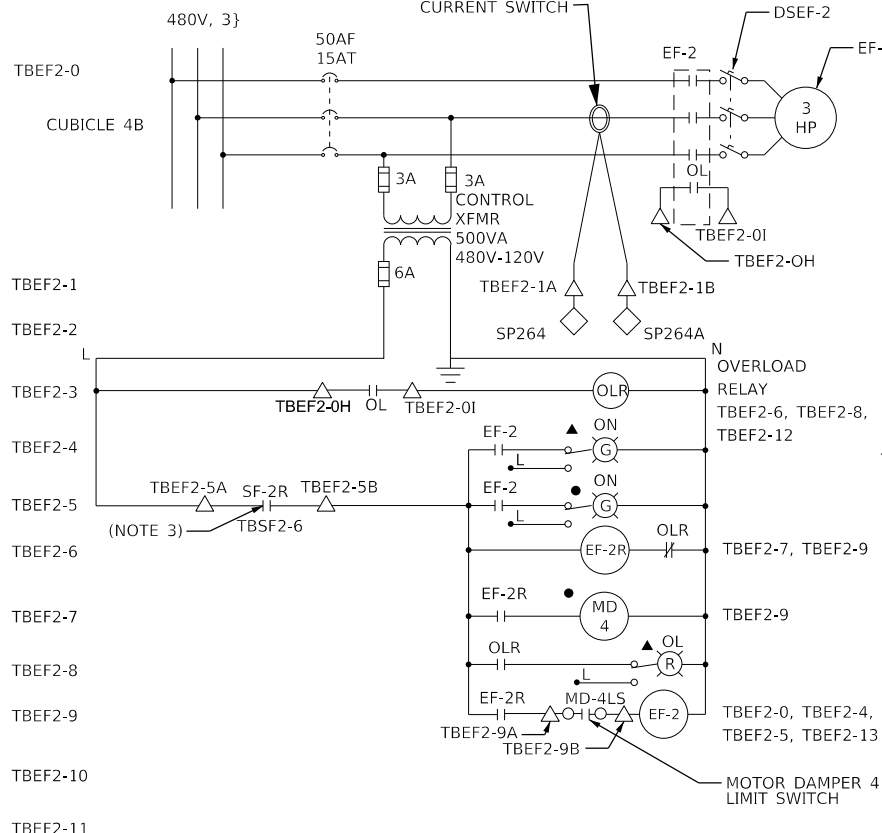 CURRENT SWITCH
480V, 3}
DSEF-2
50AF
15AT
EF-2
EF-
TBEF2-0
3
HP
CUBICLE 4B
3A
3A
OL
CONTROL
XFMR
500VA
480V-120V
TBEF2-0I
TBEF2-OH
6A
TBEF2-1
TBEF2-1A
TBEF2-1B
TBEF2-2
SP264
SP264A
L
N
OVERLOAD
RELAY
TBEF2-6, TBEF2-8,
TBEF2-12
TBEF2-3
TBEF2-0H
OL
TBEF2-0I
OLR
TBEF2-4
EF-2
ON
G
L
TBEF2-5
TBEF2-5A
SF-2R
TBEF2-5B
EF-2
ON
G
L
(NOTE 3)
TBSF2-6
TBEF2-6
EF-2R
OLR
TBEF2-7, TBEF2-9
TBEF2-7
EF-2R
MD
4
TBEF2-9
TBEF2-8
OLR
OL
R
L
TBEF2-9
EF-2R
MD-4LS
EF-2
TBEF2-0, TBEF2-4,
TBEF2-5, TBEF2-13
TBEF2-9A
TBEF2-9B
TBEF2-10
MOTOR DAMPER 4
LIMIT SWITCH
TBEF2-11